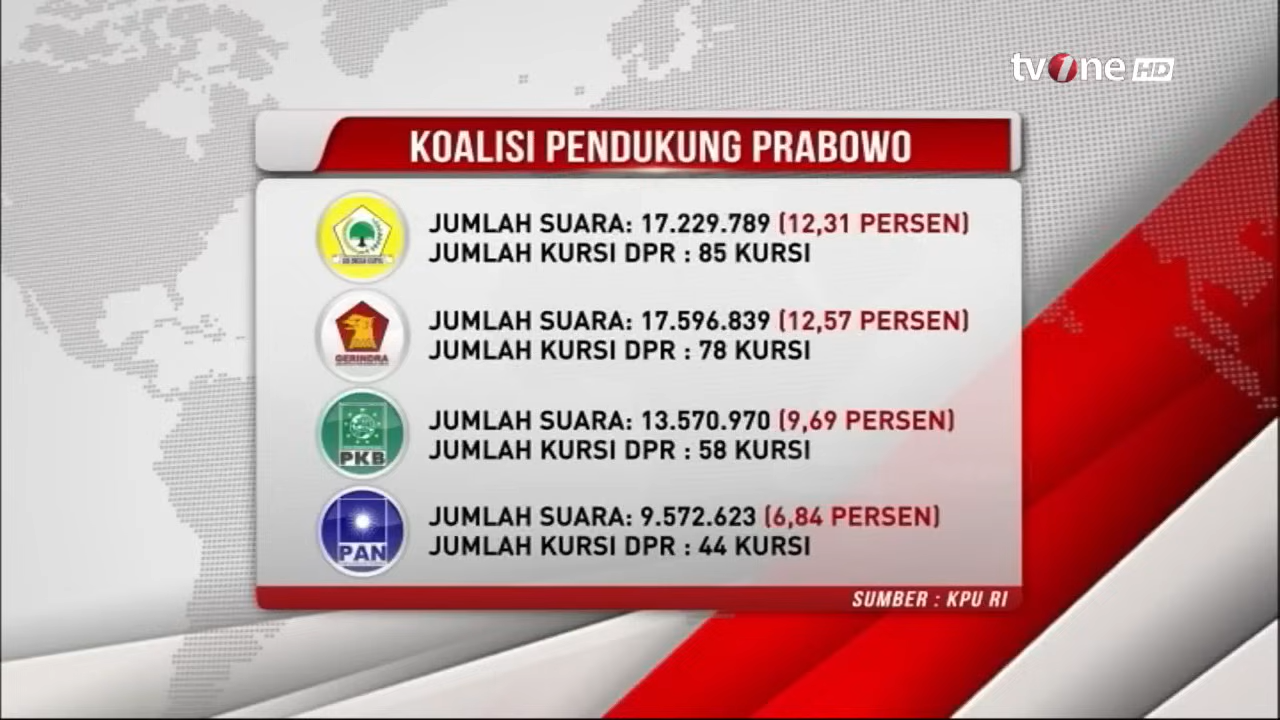 tvOne HD
KOALISI PENDUKUNG PRABOWO
JUMLAH SUARA: 17.229.789 (12,31 PERSEN)
JUMLAH KURSI DPR : 85 KURSI
GERINDRA
JUMLAH SUARA: 17.596.839 (12,57 PERSEN)
JUMLAH KURSI DPR : 78 KURSI
PKB
JUMLAH SUARA: 13.570.970 (9,69 PERSEN)
JUMLAH KURSI DPR : 58 KURSI
PAN
JUMLAH SUARA: 9.572.623 (6,84 PERSEN)
JUMLAH KURSI DPR : 44 KURSI
SUMBER : KPU RI